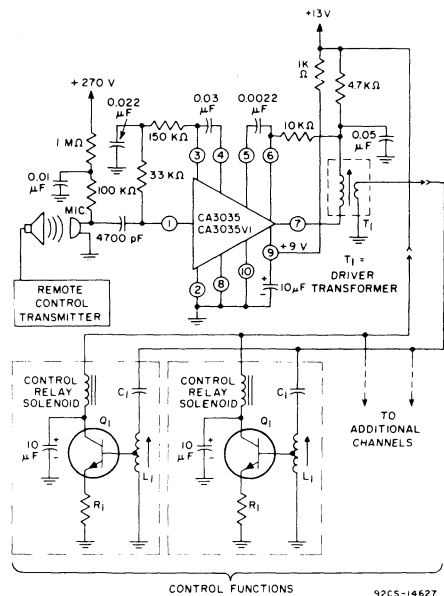 +13V
+270 V
1K
Ω
4.7KΩ
0.022
μF
0.03
μF
0.0022
μF
150 KΩ
10KΩ
1 MΩ
0.05
μF
0.01
μF
33 KΩ
100 KΩ
3
4
5
6
MIC
4700 pF
1
CA3035
CA3035V1
7
T1
9
+9 V
2
8
10
10μF
+
-
T1 =
DRIVER
TRANSFORMER
REMOTE
CONTROL
TRANSMITTER
CONTROL
RELAY
SOLENOID
C1
Q1
10
μF
+
-
L1
R1
CONTROL
RELAY
SOLENOID
C1
Q1
10
μF
+
-
L1
R1
TO
ADDITIONAL
CHANNELS
CONTROL FUNCTIONS
92CS-14627